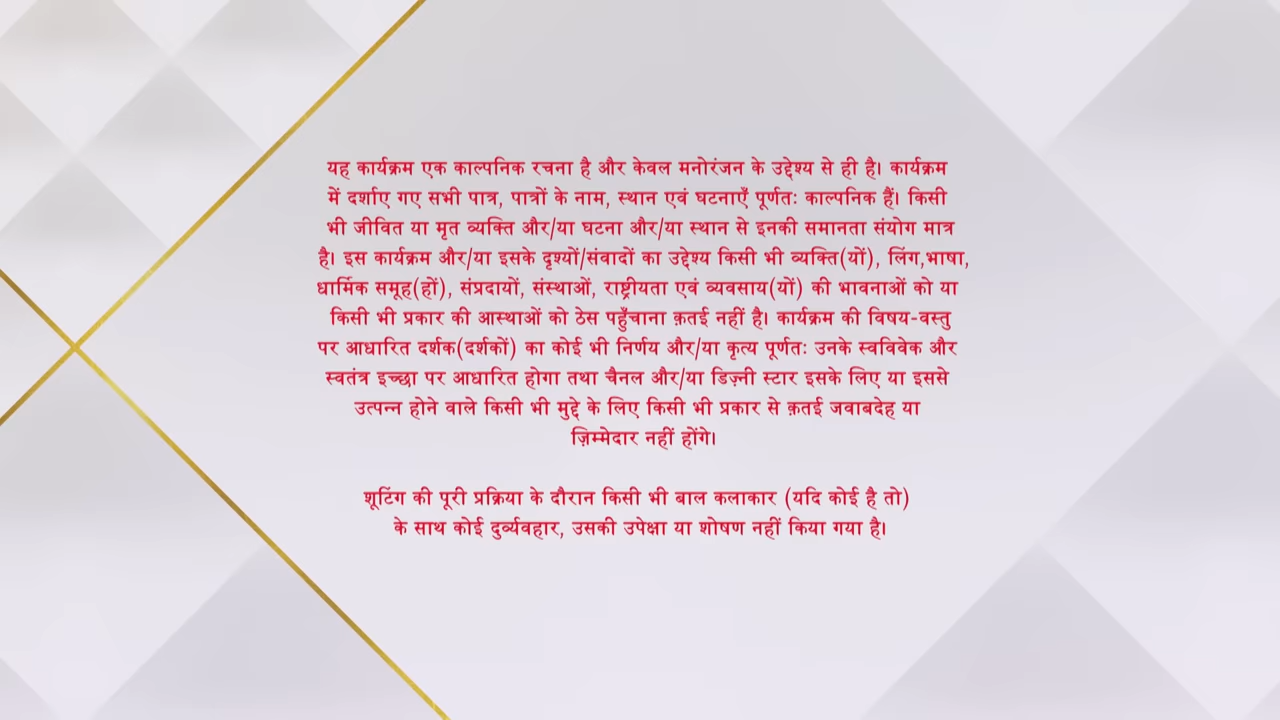 यह कार्यक्रम एक काल्पनिक रचना है और केवल मनोरंजन के उद्देश्य से ही है। कार्यक्रम
में दर्शाए गए सभी पात्र, पात्रों के नाम, स्थान एवं घटनाएँ पूर्णतः काल्पनिक हैं। किसी
भी जीवित या मृत व्यक्ति और/या घटना और/या स्थान से इनकी समानता संयोग मात्र
है। इस कार्यक्रम और/या इसके दृश्यों/संवादों का उद्देश्य किसी भी व्यक्ति(यों), लिंग,भाषा,
धार्मिक समूह(हों), संप्रदायों, संस्थाओं, राष्ट्रीयता एवं व्यवसाय(यों) की भावनाओं को या
किसी भी प्रकार की आस्थाओं को ठेस पहुँचाना क़तई नहीं है। कार्यक्रम की विषय-वस्तु
पर आधारित दर्शक(दर्शकों) का कोई भी निर्णय और/या कृत्य पूर्णतः उनके स्वविवेक और
स्वतंत्र इच्छा पर आधारित होगा तथा चैनल और/या डिज़्नी स्टार इसके लिए या इससे
उत्पन्न होने वाले किसी भी मुद्दे के लिए किसी भी प्रकार से क़तई जवाबदेह या
ज़िम्मेदार नहीं होंगे।
शूटिंग की पूरी प्रक्रिया के दौरान किसी भी बाल कलाकार (यदि कोई है तो)
के साथ कोई दुर्व्यवहार, उसकी उपेक्षा या शोषण नहीं किया गया है।